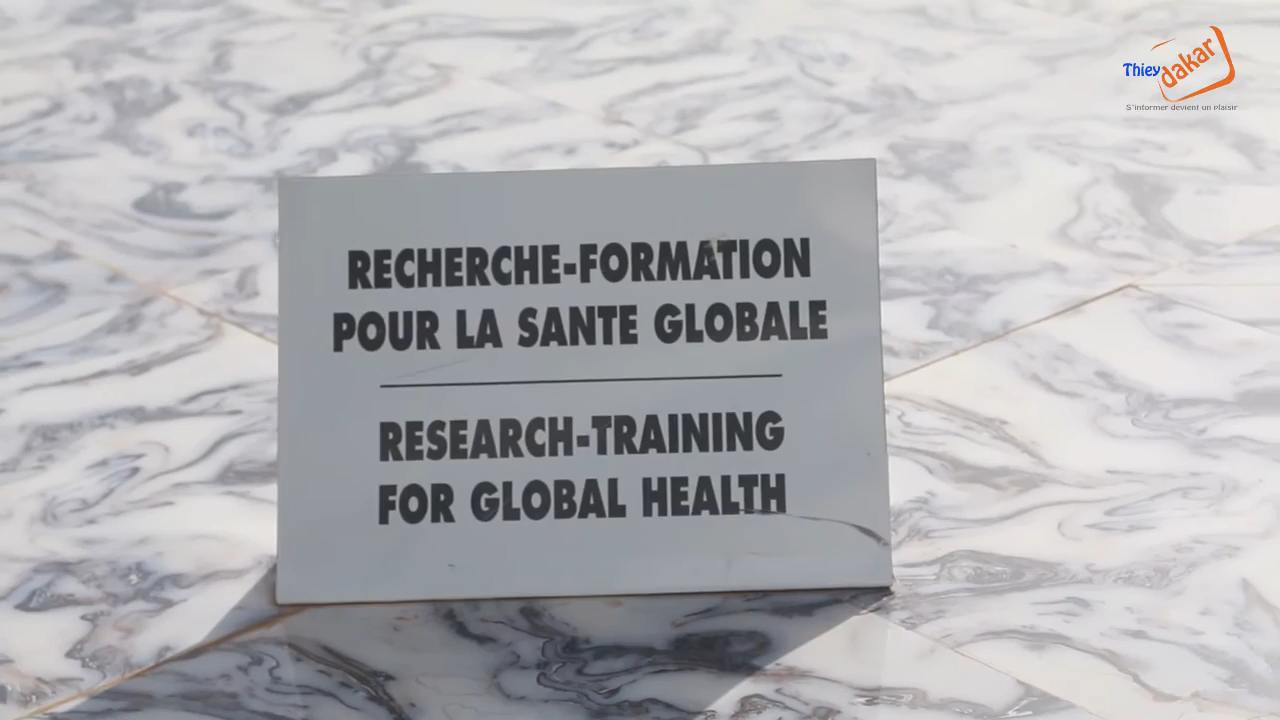 Thiey dakar
S'informer devient un plaisir
RECHERCHE-FORMATION
POUR LA SANTE GLOBALE
RESEARCH-TRAINING
FOR GLOBAL HEALTH